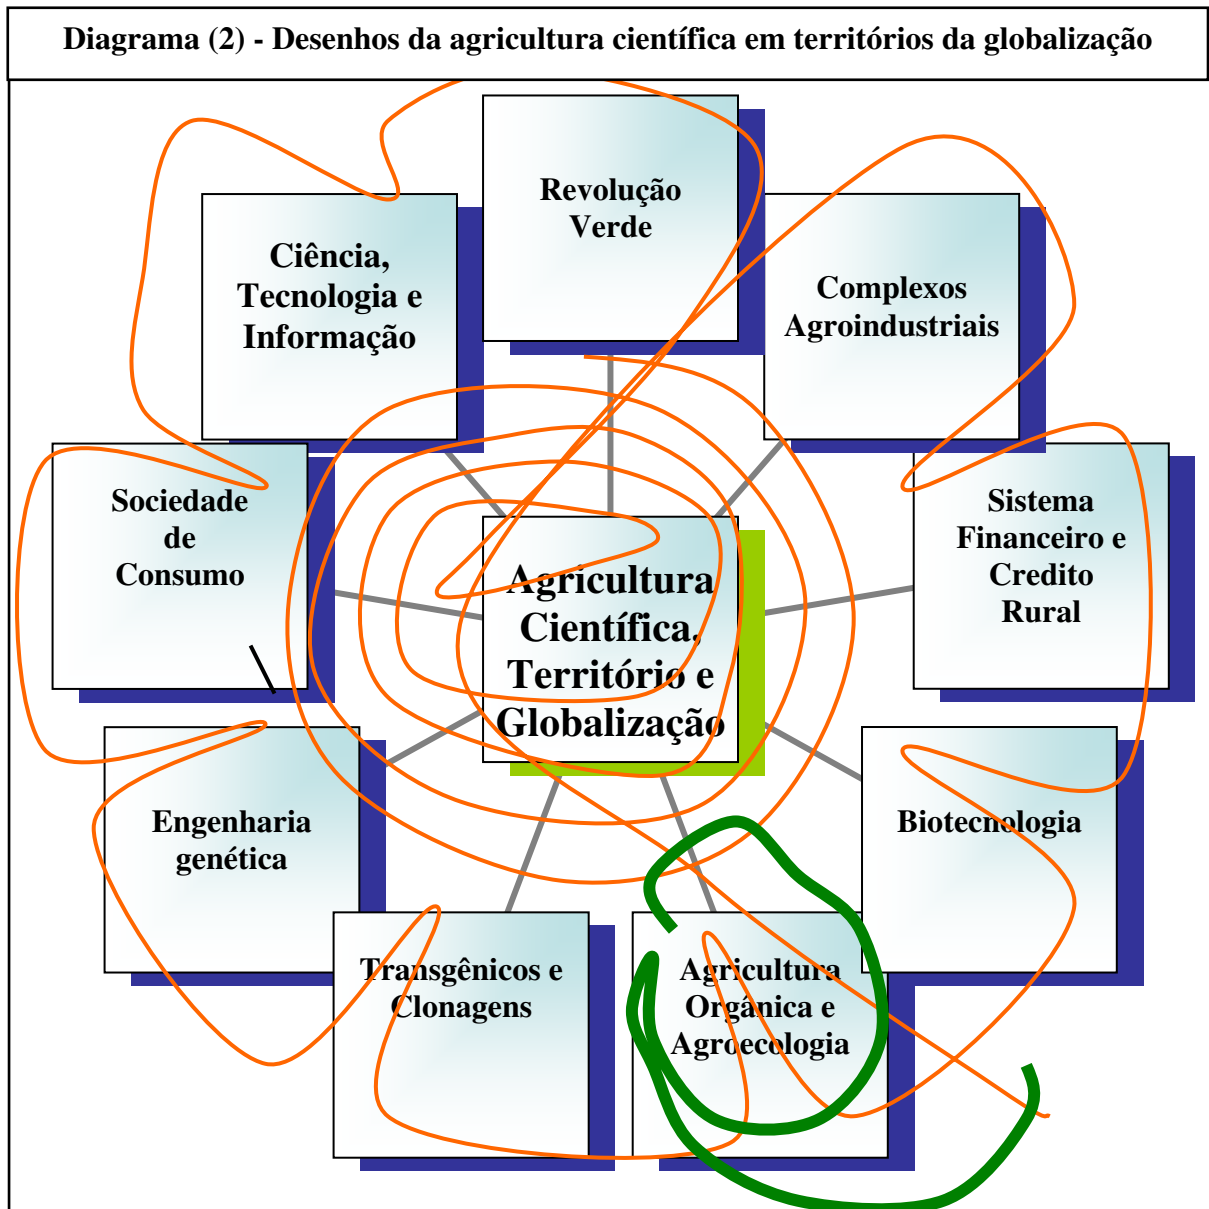 Diagrama (2) - Desenhos da agricultura científica em territórios da globalização
Revolução
Verde
Ciência,
Tecnologia e
Informação
Complexos
Agroindustriais
Sociedade
de
Consumo
Sistema
Financeiro e
Credito
Rural
Agricultura
Científica,
Território e
Globalização
Engenharia
genética
Biotecnologia
Transgênicos e
Clonagens
Agricultura
Orgânica e
Agroecologia